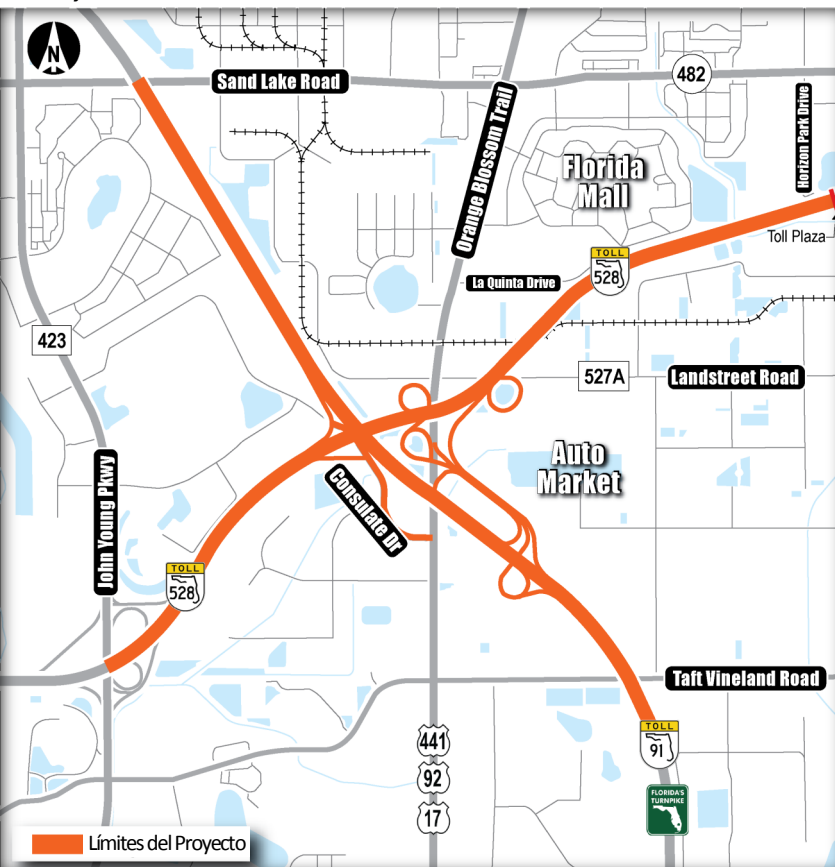 N
Sand Lake Road
482
Orange Blossom Trail
Horizon Park Drive
Florida
Mall
Toll Plaza
TOLL
528
La Quinta Drive
423
527A
Landstreet Road
Auto
Market
John Young Pkwy
Consulate Dr
TOLL
528
Taft Vineland Road
TOLL
91
441
92
17
FLORIDA'S
TURNPIKE
Límites del Proyecto